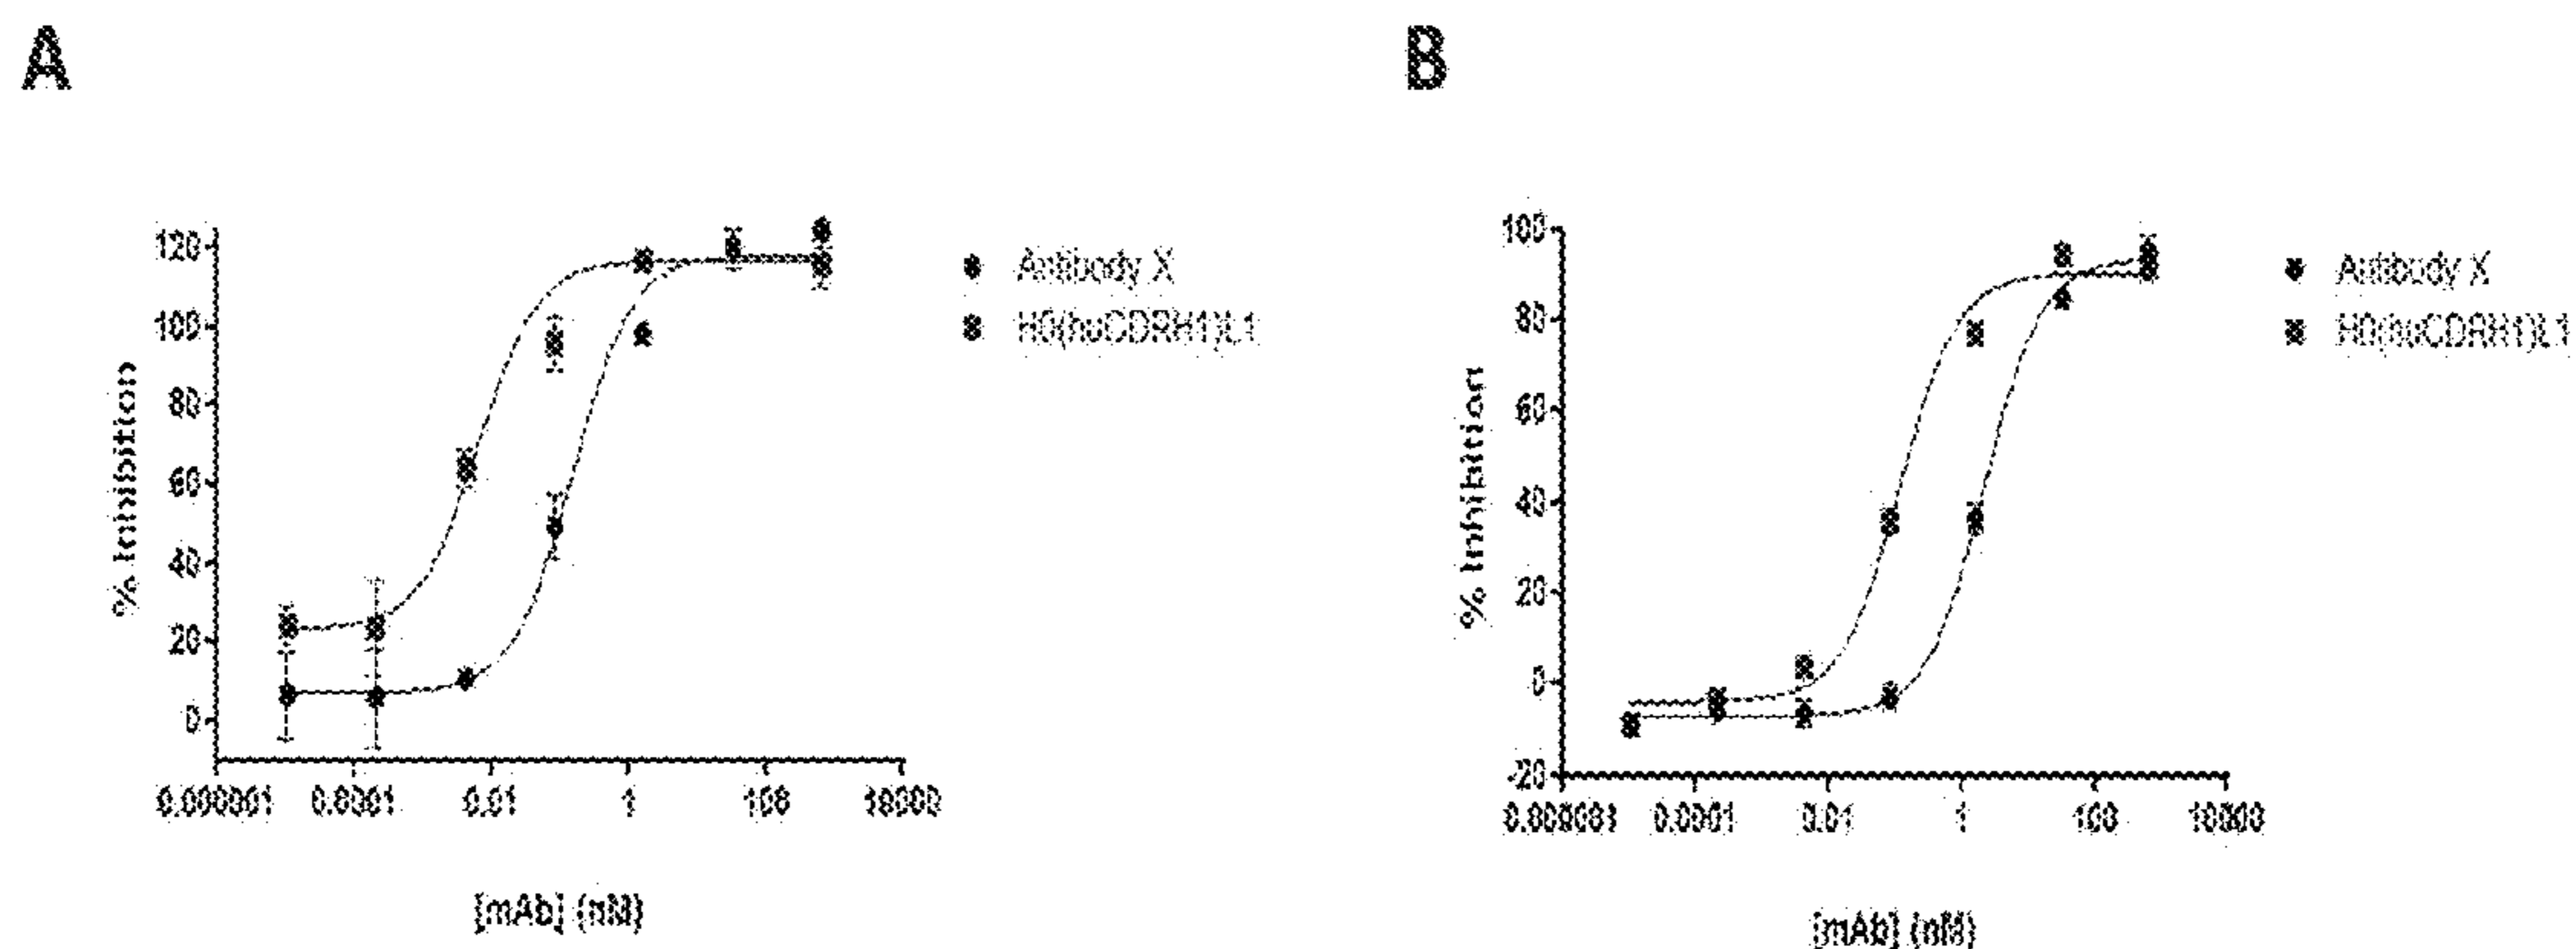 A
B
120
100
80
60
40
20
0
% Inhibition
0.000001 0.0001 0.01 1 100 10000
[mAb] (nM)
Antibody X
H0(huCDRH1)L1
100
80
60
40
20
0
-20
% Inhibition
0.000001 0.0001 0.01 1 100 10000
[mAb] (nM)
Antibody X
H0(huCDRH1)L1